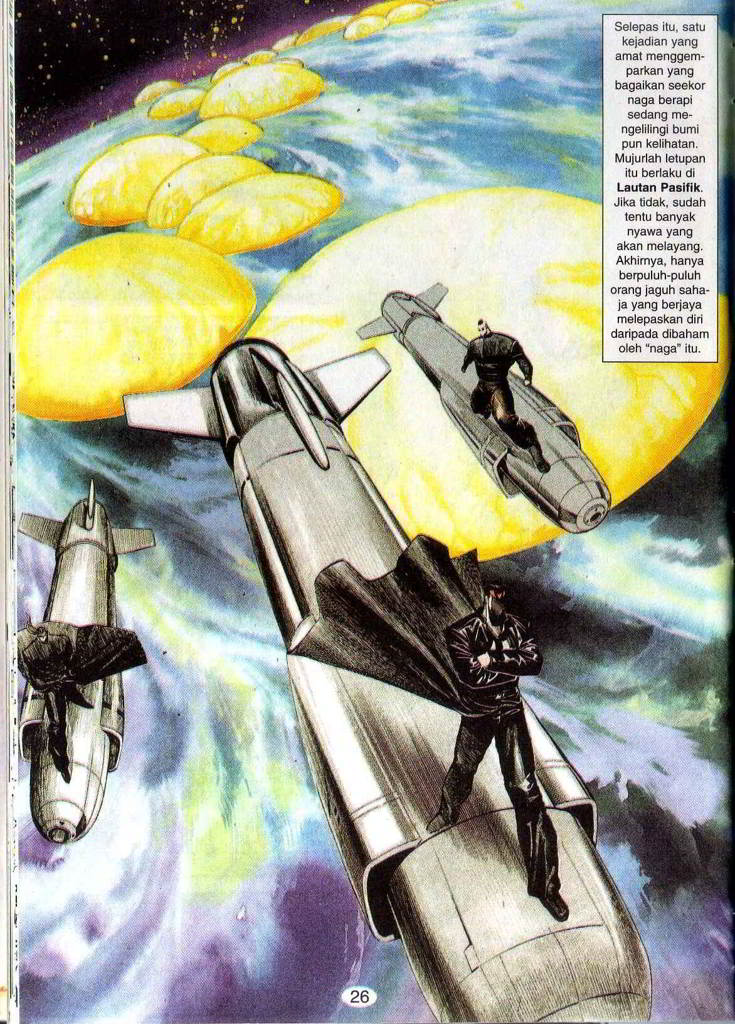 Selepas itu, satu
kejadian yang
amat menggem-
parkan yang
bagaikan seekor
naga berapi
sedang me-
ngelilingi bumi
pun kelihatan.
Mujurlah letupan
itu berlaku di
Lautan Pasifik.
Jika tidak, sudah
tentu banyak
nyawa yang
akan melayang.
Akhirnya, hanya
berpuluh-puluh
orang jaguh saha-
ja yang berjaya
melepaskan diri
daripada dibaham
oleh “naga” itu.
26